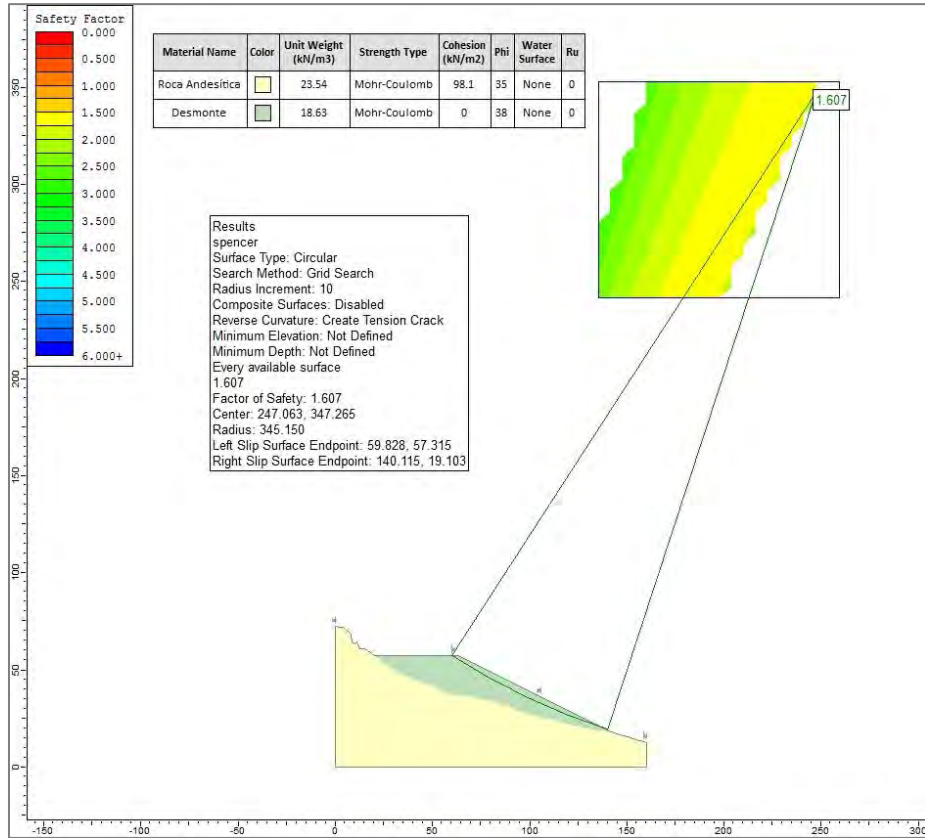 Safety Factor
0.000
0.500
1.000
1.500
2.000
2.500
3.000
3.500
4.000
4.500
5.000
5.500
6.000+
Material Name Color Unit Weight (kN/m3) Strength Type Cohesion (kN/m2) Phi Water Surface Ru
Roca Andesítica 23.54 Mohr-Coulomb 98.1 35 None 0
Desmonte 18.63 Mohr-Coulomb 0 38 None 0
1.607
Results
spencer
Surface Type: Circular
Search Method: Grid Search
Radius Increment: 10
Composite Surfaces: Disabled
Reverse Curvature: Create Tension Crack
Minimum Elevation: Not Defined
Minimum Depth: Not Defined
Every available surface
1.607
Factor of Safety: 1.607
Center: 247.063, 347.265
Radius: 345.150
Left Slip Surface Endpoint: 59.828, 57.315
Right Slip Surface Endpoint: 140.115, 19.103
350
300
250
200
150
100
50
0
-150 -100 -50 0 50 100 150 200 250 300